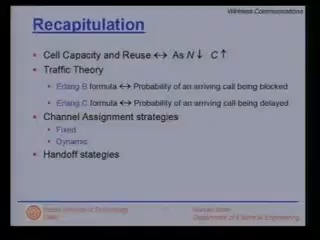 Wireless Communications
Recapitulation
• Cell Capacity and Reuse ↔ As N ↓ C ↑
• Traffic Theory
• Erlang B formula ↔ Probability of an arriving call being blocked
• Erlang C formula ↔ Probability of an arriving call being delayed
• Channel Assignment strategies
• Fixed
• Dynamic
• Handoff stategies
Indian Institute of Technology
Delhi
Department of Electrical Engineering